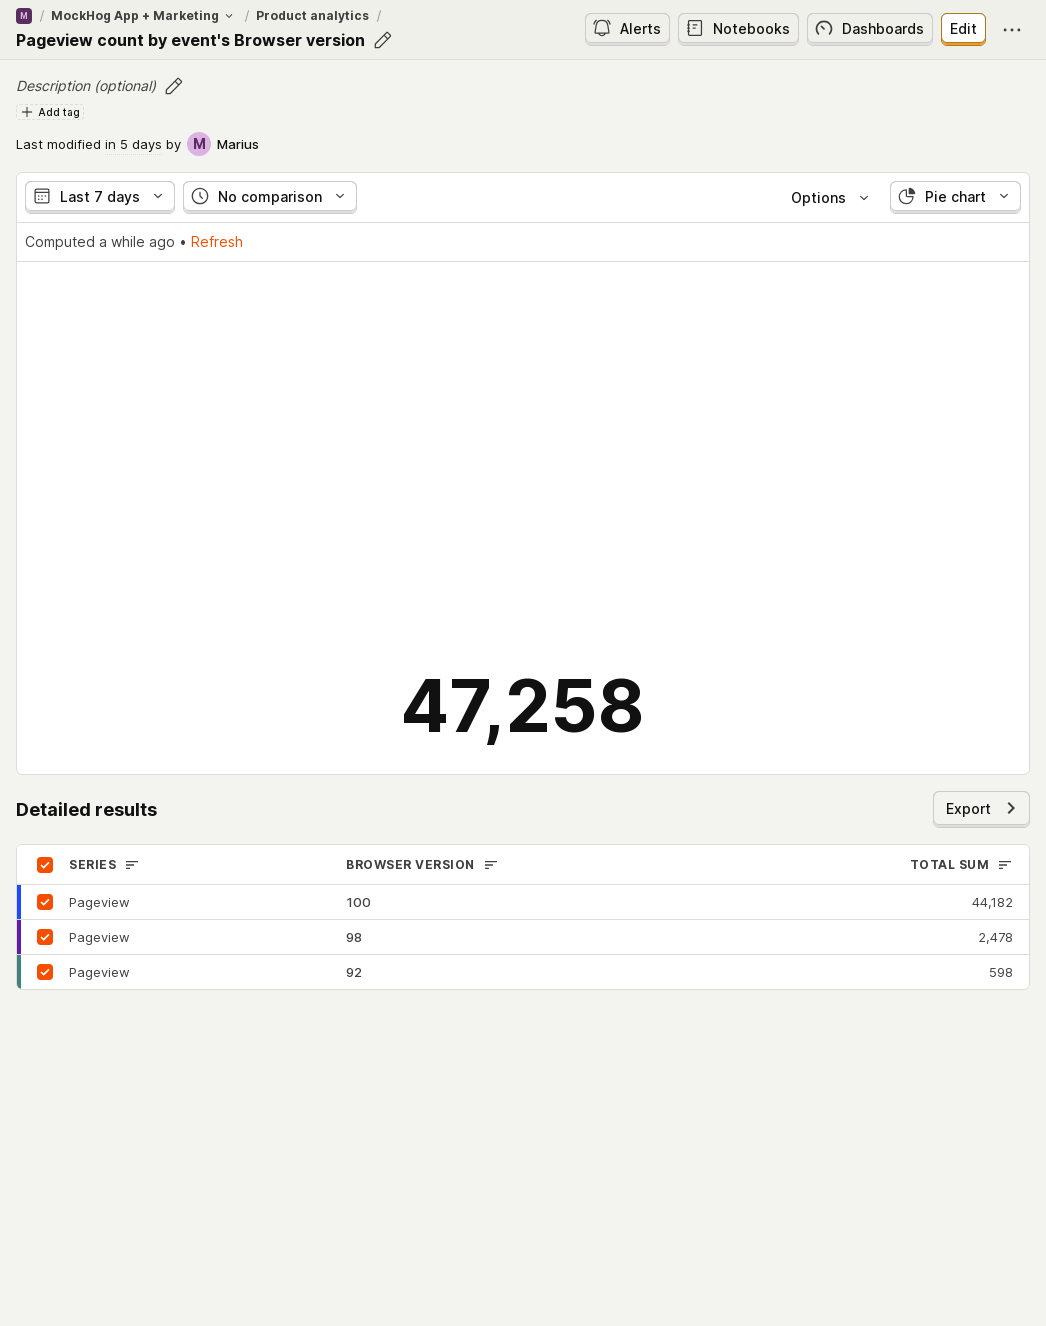 M / MockHog App + Marketing / Product analytics /
Pageview count by event's Browser version
Alerts
Notebooks
Dashboards
Edit
Description (optional)
Add tag
Last modified in 5 days by M Marius
Last 7 days
No comparison
Options
Pie chart
Computed a while ago • Refresh
47,258
Detailed results
Export
SERIES BROWSER VERSION TOTAL SUM
Pageview 100 44,182
Pageview 98 2,478
Pageview 92 598